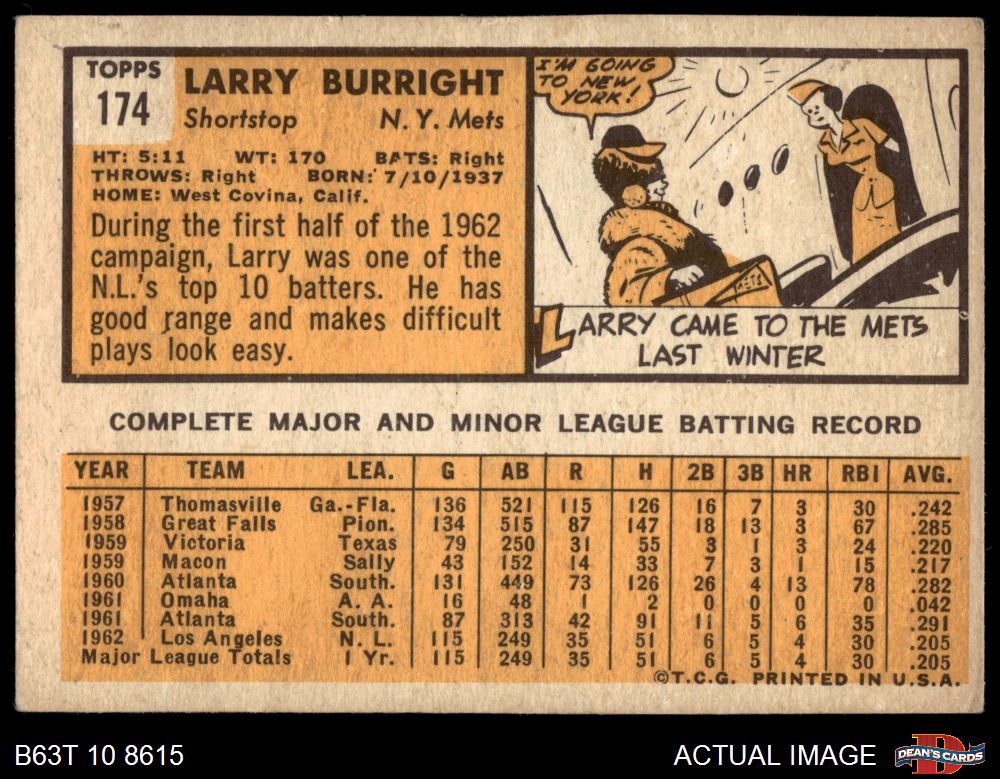 TOPPS
174
LARRY BURRIGHT
Shortstop N. Y. Mets
HT: 5:11 WT: 170 BATS: Right
THROWS: Right BORN: 7/10/1937
HOME: West Covina, Calif.
During the first half of the 1962
campaign, Larry was one of the
N.L.'s top 10 batters. He has
good range and makes difficult
plays look easy.
I'M GOING
TO NEW
YORK!
METS
LARRY CAME TO THE METS
LAST WINTER
COMPLETE MAJOR AND MINOR LEAGUE BATTING RECORD
YEAR TEAM LEA. G AB R H 2B 3B HR RBI AVG.
1957 Thomasville Ga.-Fla. 136 521 115 126 16 7 3 30 .242
1958 Great Falls Pion. 134 515 87 147 18 13 3 67 .285
1959 Victoria Texas 79 250 31 55 3 1 3 24 .220
1959 Macon Sally 43 152 14 33 7 3 1 15 .217
1960 Atlanta South. 131 449 73 126 26 4 13 78 .282
1961 Omaha A. A. 16 48 1 2 0 0 0 0 .042
1961 Atlanta South. 87 313 42 91 11 5 6 35 .291
1962 Los Angeles N. L. 115 249 35 51 6 5 4 30 .205
Major League Totals 1 Yr. 115 249 35 51 6 5 4 30 .205
©T.C.G. PRINTED IN U.S.A.
B63T 10 8615 ACTUAL IMAGE DEAN'S CARDS